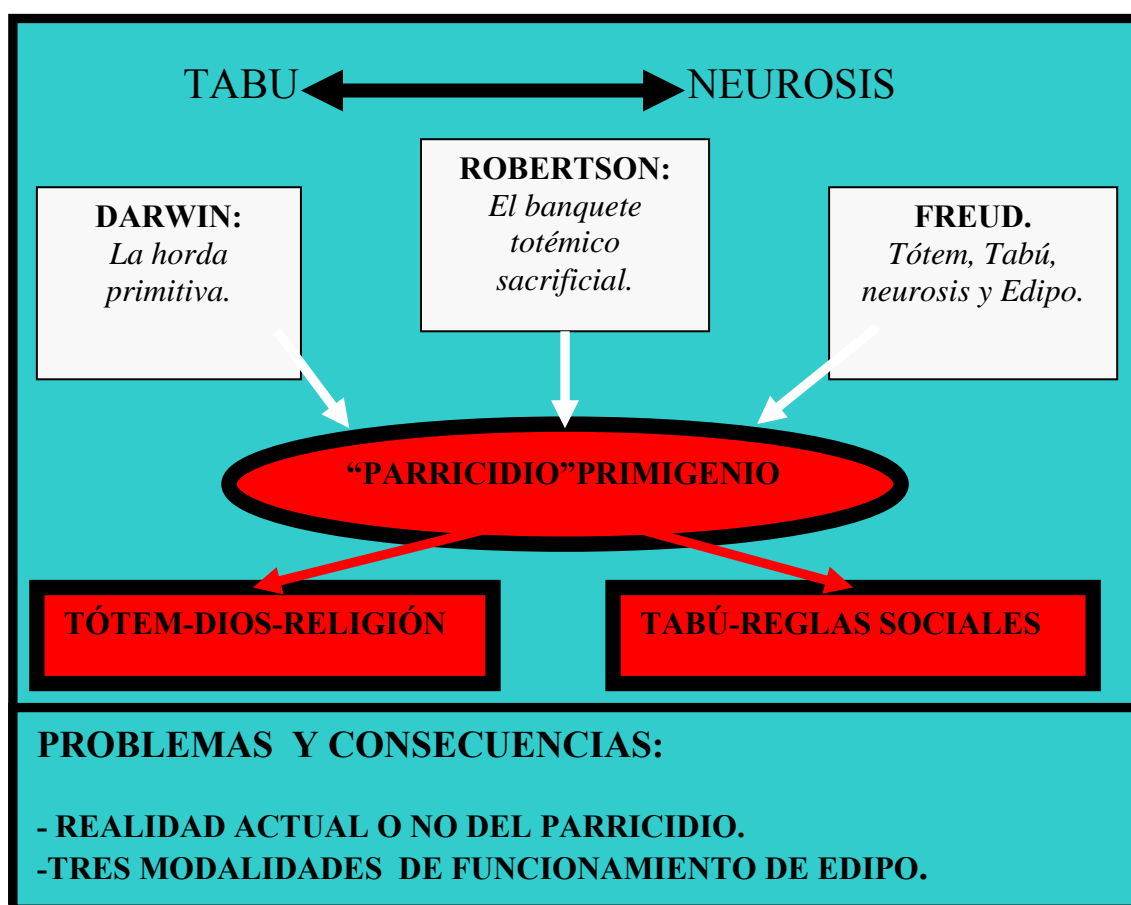 TABU NEUROSIS
DARWIN:
La horda
primitiva.
ROBERTSON:
El banquete
totémico
sacrificial.
FREUD.
Tótem, Tabú,
neurosis y Edipo.
“PARRICIDIO”PRIMIGENIO
TÓTEM-DIOS-RELIGIÓN
TABÚ-REGLAS SOCIALES
PROBLEMAS Y CONSECUENCIAS:
- REALIDAD ACTUAL O NO DEL PARRICIDIO.
-TRES MODALIDADES DE FUNCIONAMIENTO DE EDIPO.